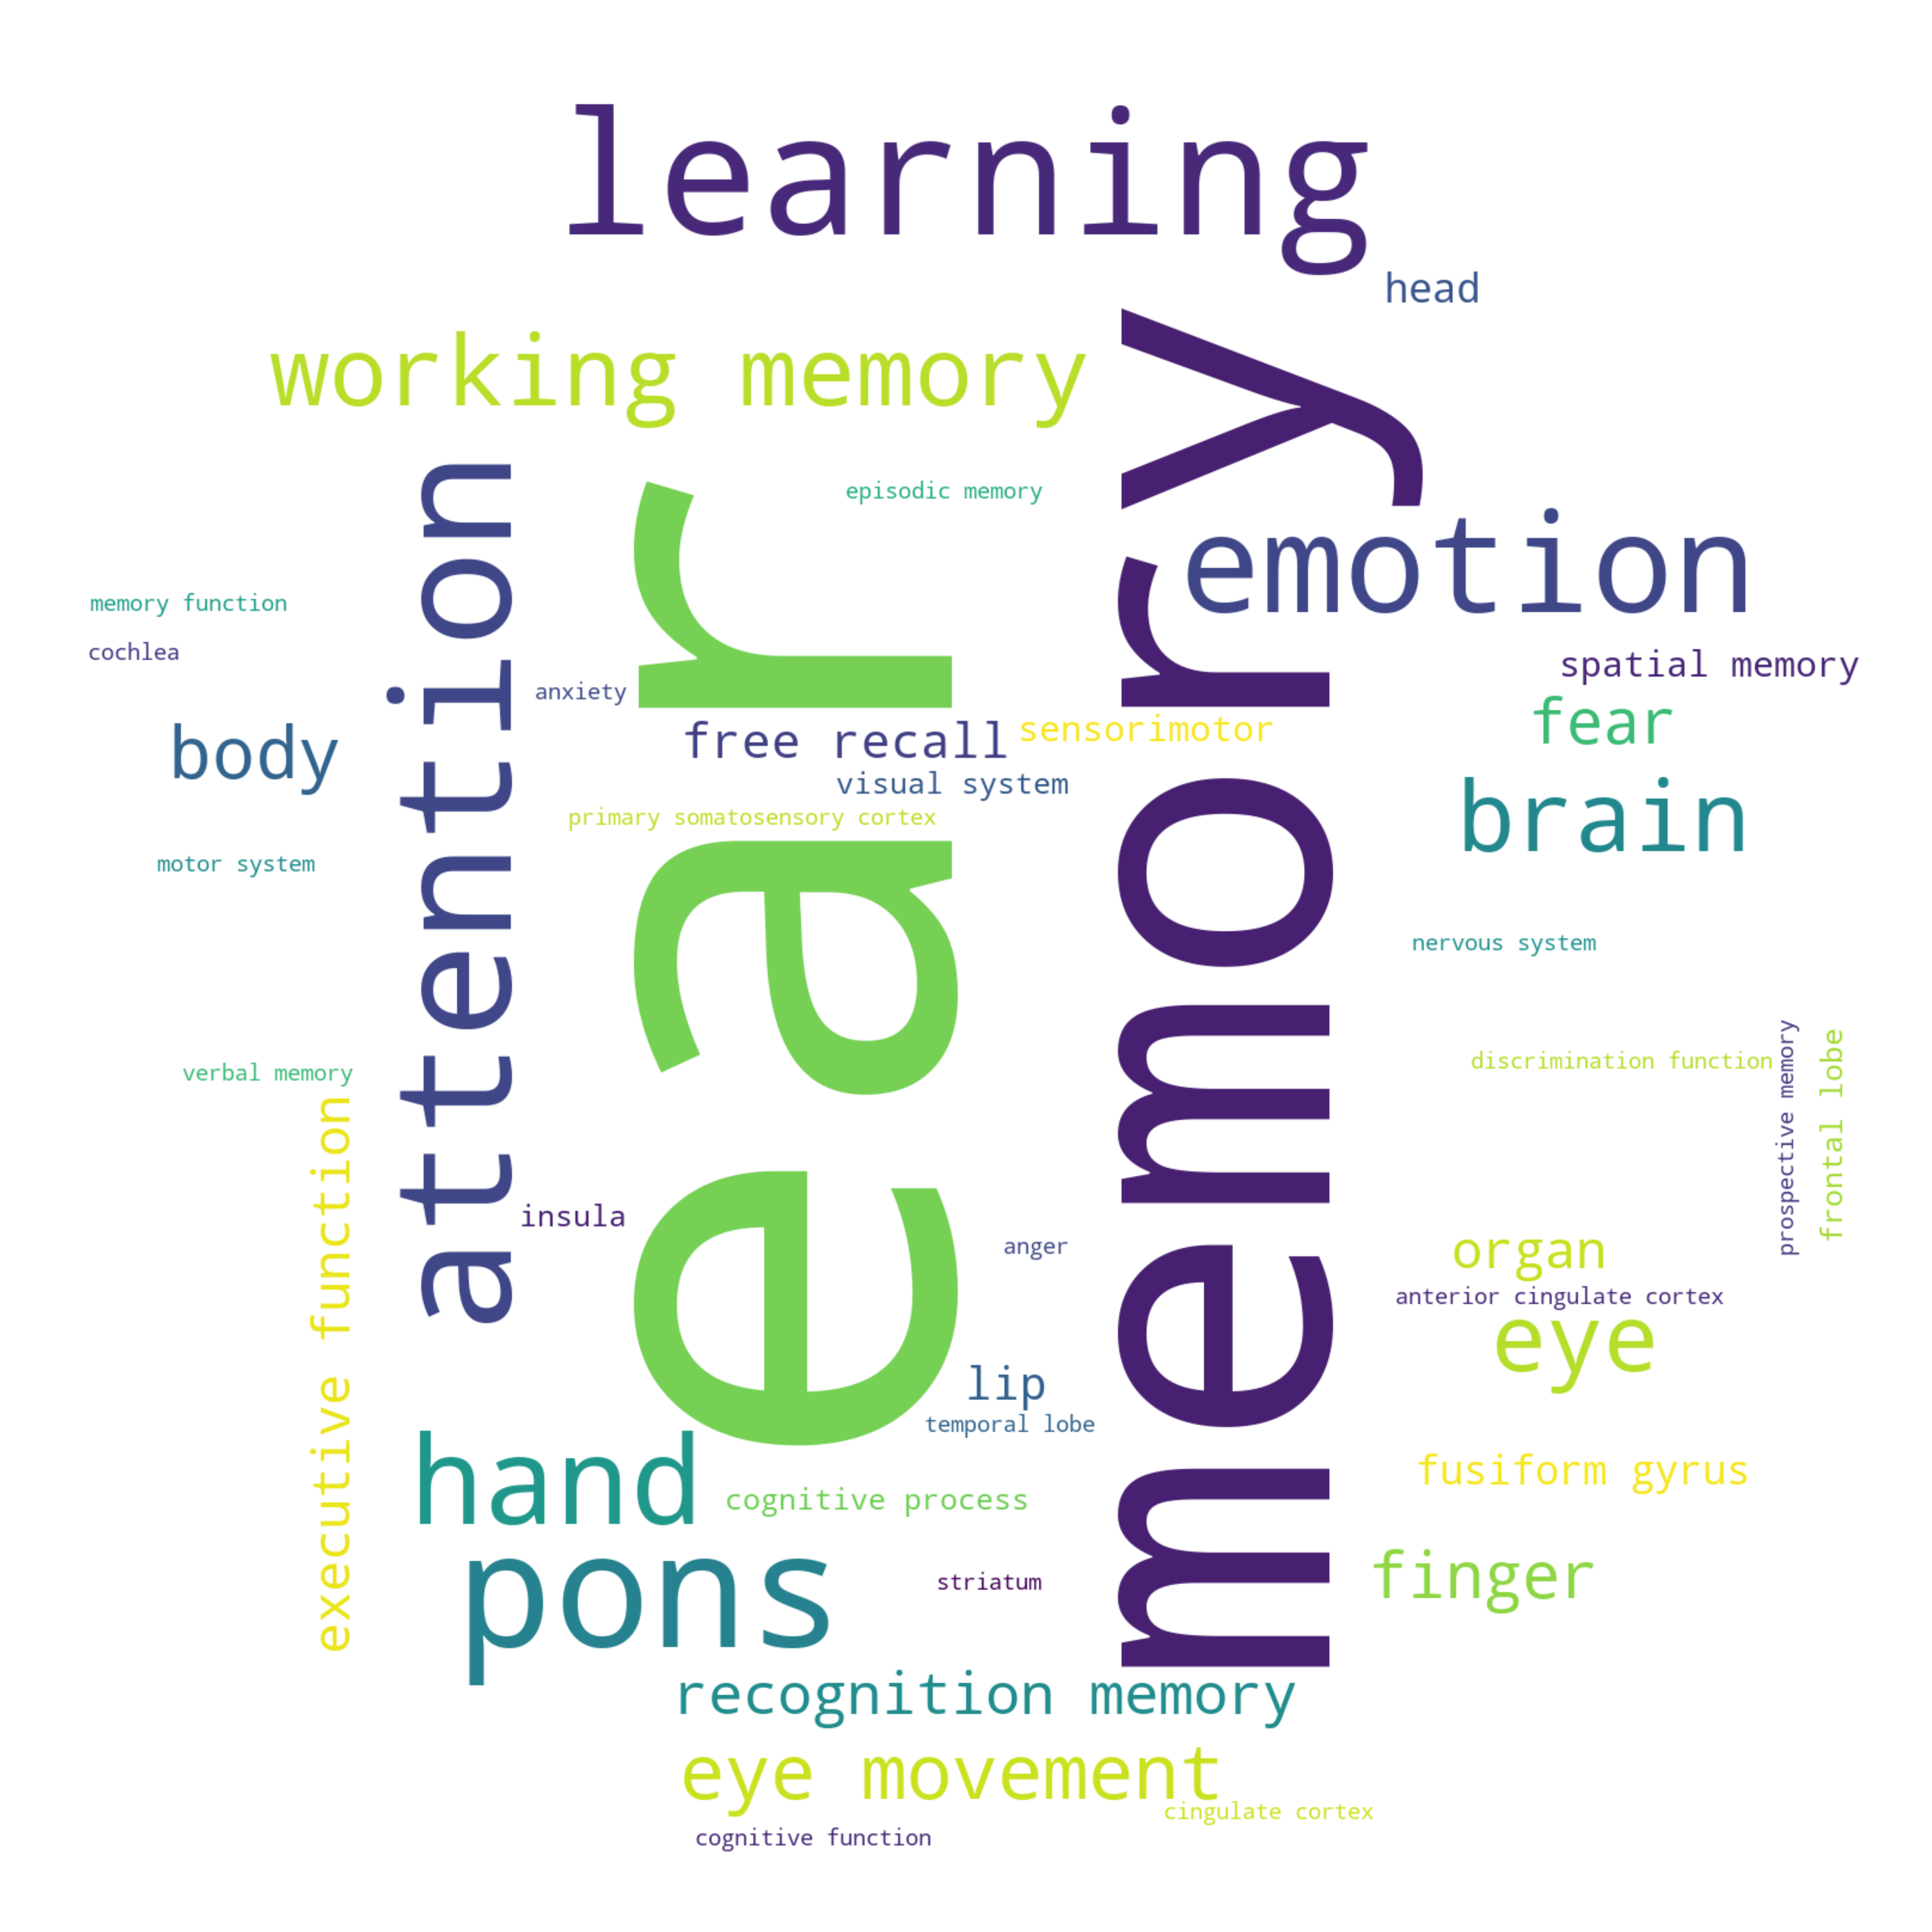 learning
head
working memory
memory
attention
ear
episodic memory
emotion
memory function
cochlea
spatial memory
anxiety
fear
body
free recall
sensorimotor
visual system
brain
primary somatosensory cortex
motor system
nervous system
prospective memory
frontal lobe
discrimination function
verbal memory
executive function
insula
anger
organ
anterior cingulate cortex
eye
lip
temporal lobe
hand
fusiform gyrus
cognitive process
pons
striatum
finger
recognition memory
eye movement
cingulate cortex
cognitive function